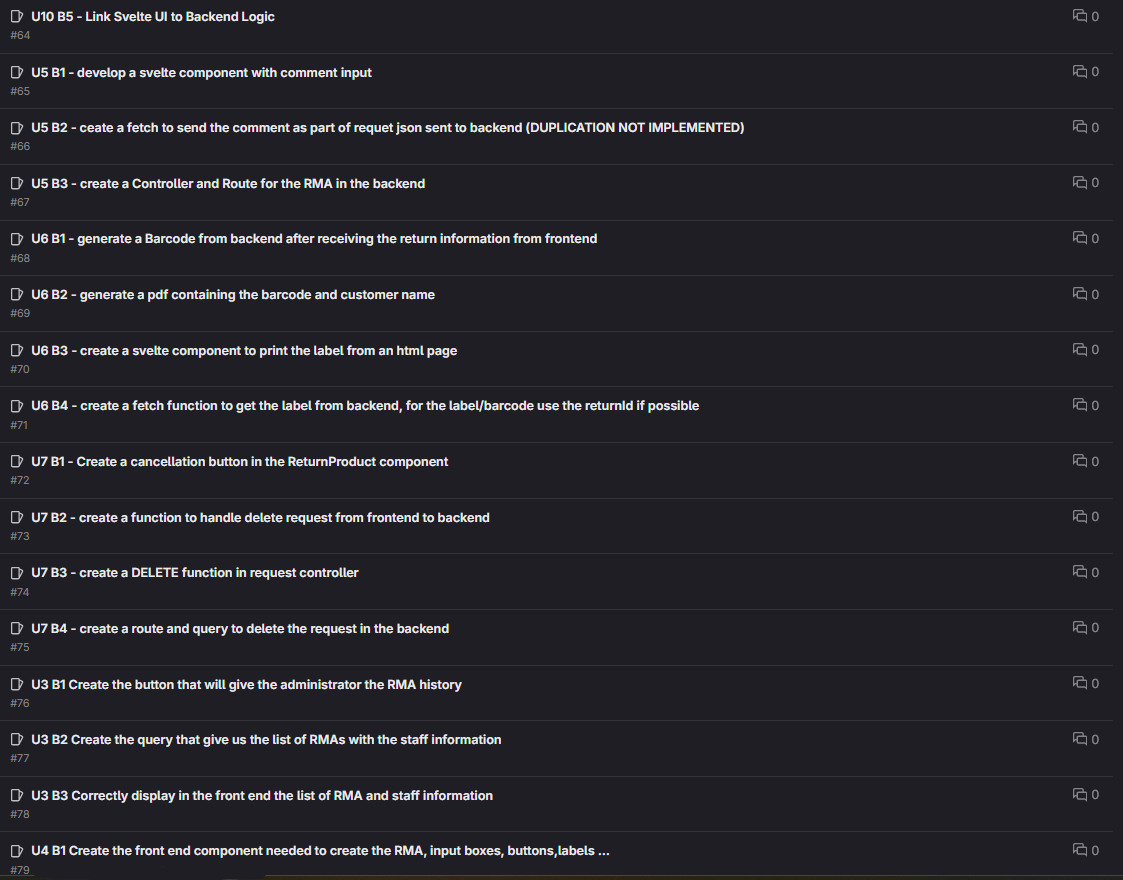 U10 B5 - Link Svelte UI to Backend Logic
0
#64
U5 B1 - develop a svelte component with comment input
0
#65
U5 B2 - ceate a fetch to send the comment as part of requet json sent to backend (DUPLICATION NOT IMPLEMENTED)
0
#66
U5 B3 - create a Controller and Route for the RMA in the backend
0
#67
U6 B1 - generate a Barcode from backend after receiving the return information from frontend
0
#68
U6 B2 - generate a pdf containing the barcode and customer name
0
#69
U6 B3 - create a svelte component to print the label from an html page
0
#70
U6 B4 - create a fetch function to get the label from backend, for the label/barcode use the returnId if possible
0
#71
U7 B1 - Create a cancellation button in the ReturnProduct component
0
#72
U7 B2 - create a function to handle delete request from frontend to backend
0
#73
U7 B3 - create a DELETE function in request controller
0
#74
U7 B4 - create a route and query to delete the request in the backend
0
#75
U3 B1 Create the button that will give the administrator the RMA history
0
#76
U3 B2 Create the query that give us the list of RMAs with the staff information
0
#77
U3 B3 Correctly display in the front end the list of RMA and staff information
0
#78
U4 B1 Create the front end component needed to create the RMA, input boxes, buttons,labels ...
0
#79